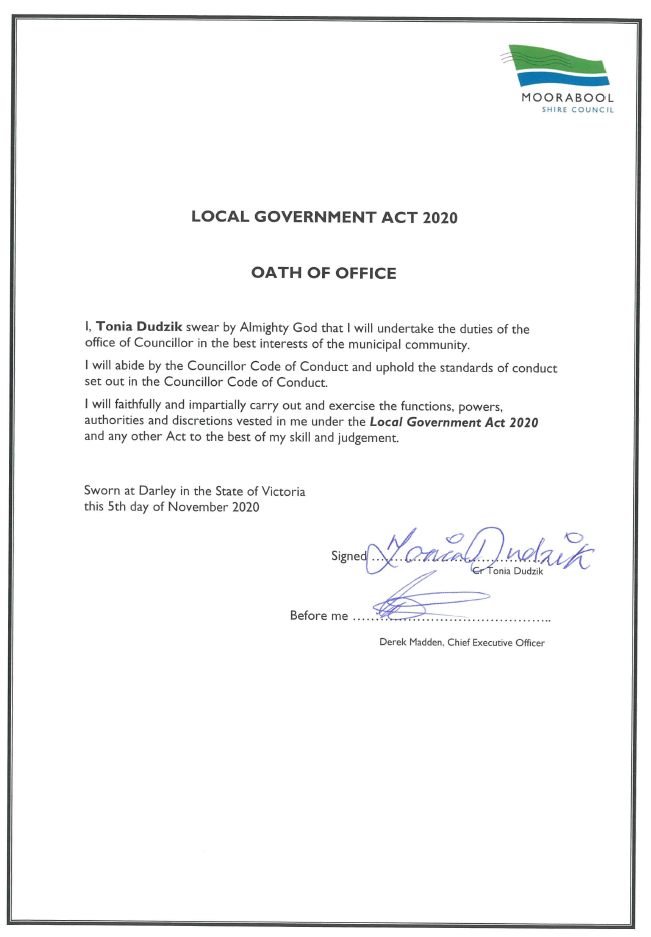 MOORABOOL
SHIRE COUNCIL
LOCAL GOVERNMENT ACT 2020
OATH OF OFFICE
I, Tonia Dudzik swear by Almighty God that I will undertake the duties of the
office of Councillor in the best interests of the municipal community.
I will abide by the Councillor Code of Conduct and uphold the standards of conduct
set out in the Councillor Code of Conduct.
I will faithfully and impartially carry out and exercise the functions, powers,
authorities and discretions vested in me under the Local Government Act 2020
and any other Act to the best of my skill and judgement.
Sworn at Darley in the State of Victoria
this 5th day of November 2020
Signed Tonia Dudzik
Cr Tonia Dudzik
Before me ..................................................
Derek Madden, Chief Executive Officer